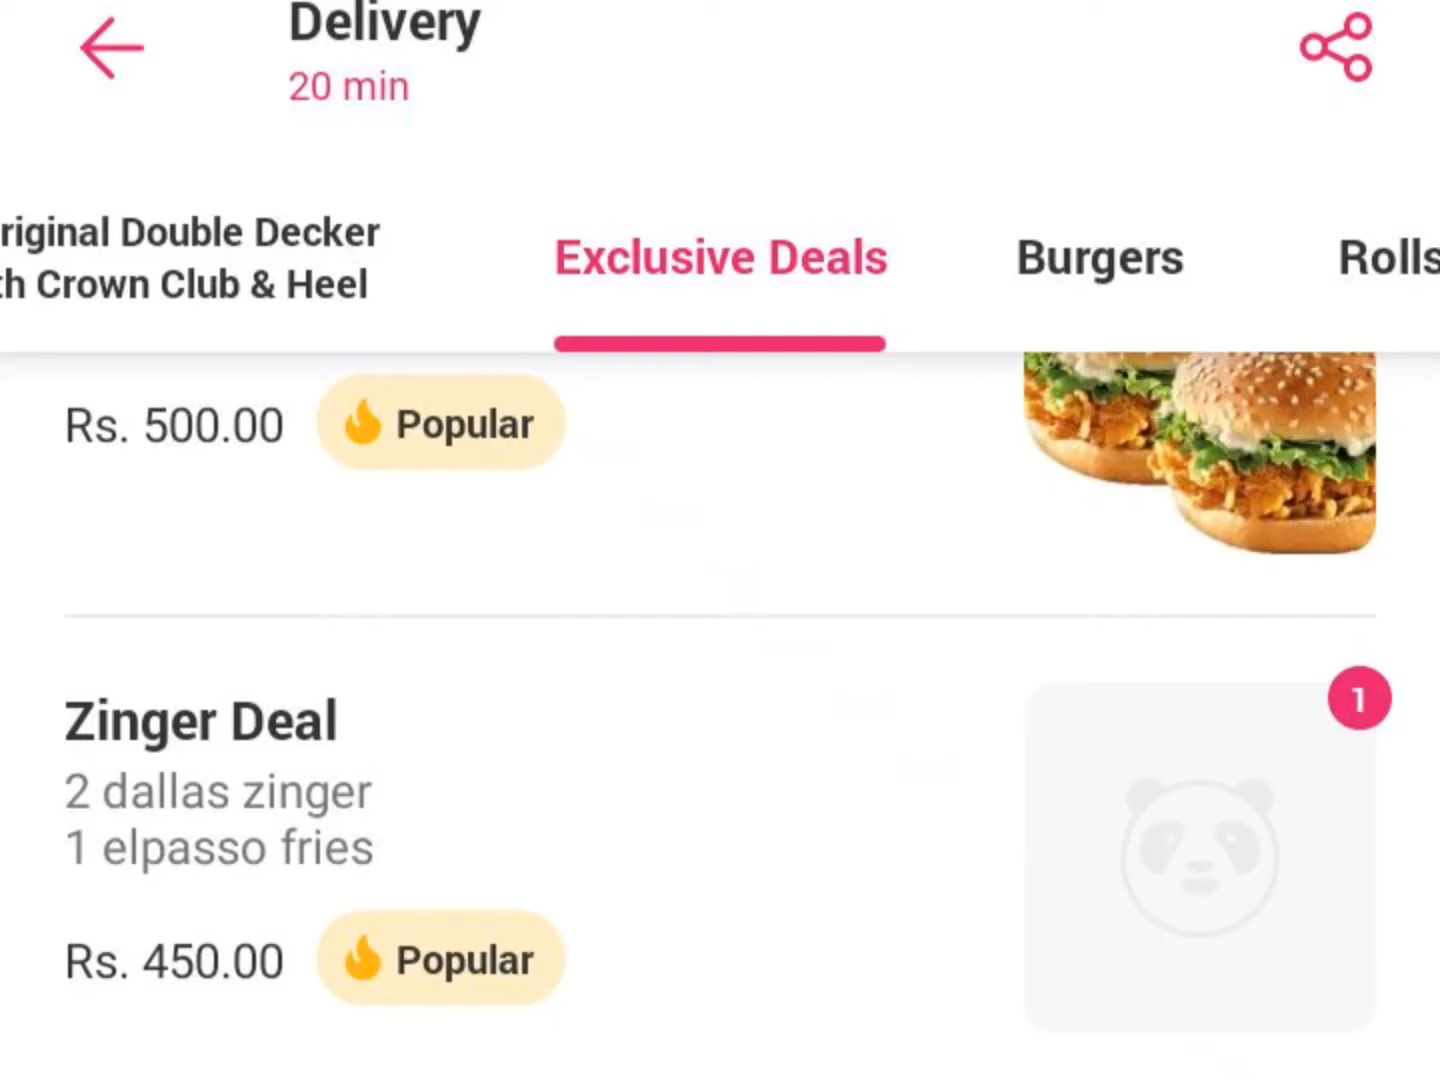 Delivery
20 min
riginal Double Decker
th Crown Club & Heel
Exclusive Deals
Burgers
Rolls
Rs. 500.00
Popular
1
Zinger Deal
2 dallas zinger
1 elpasso fries
Rs. 450.00
Popular